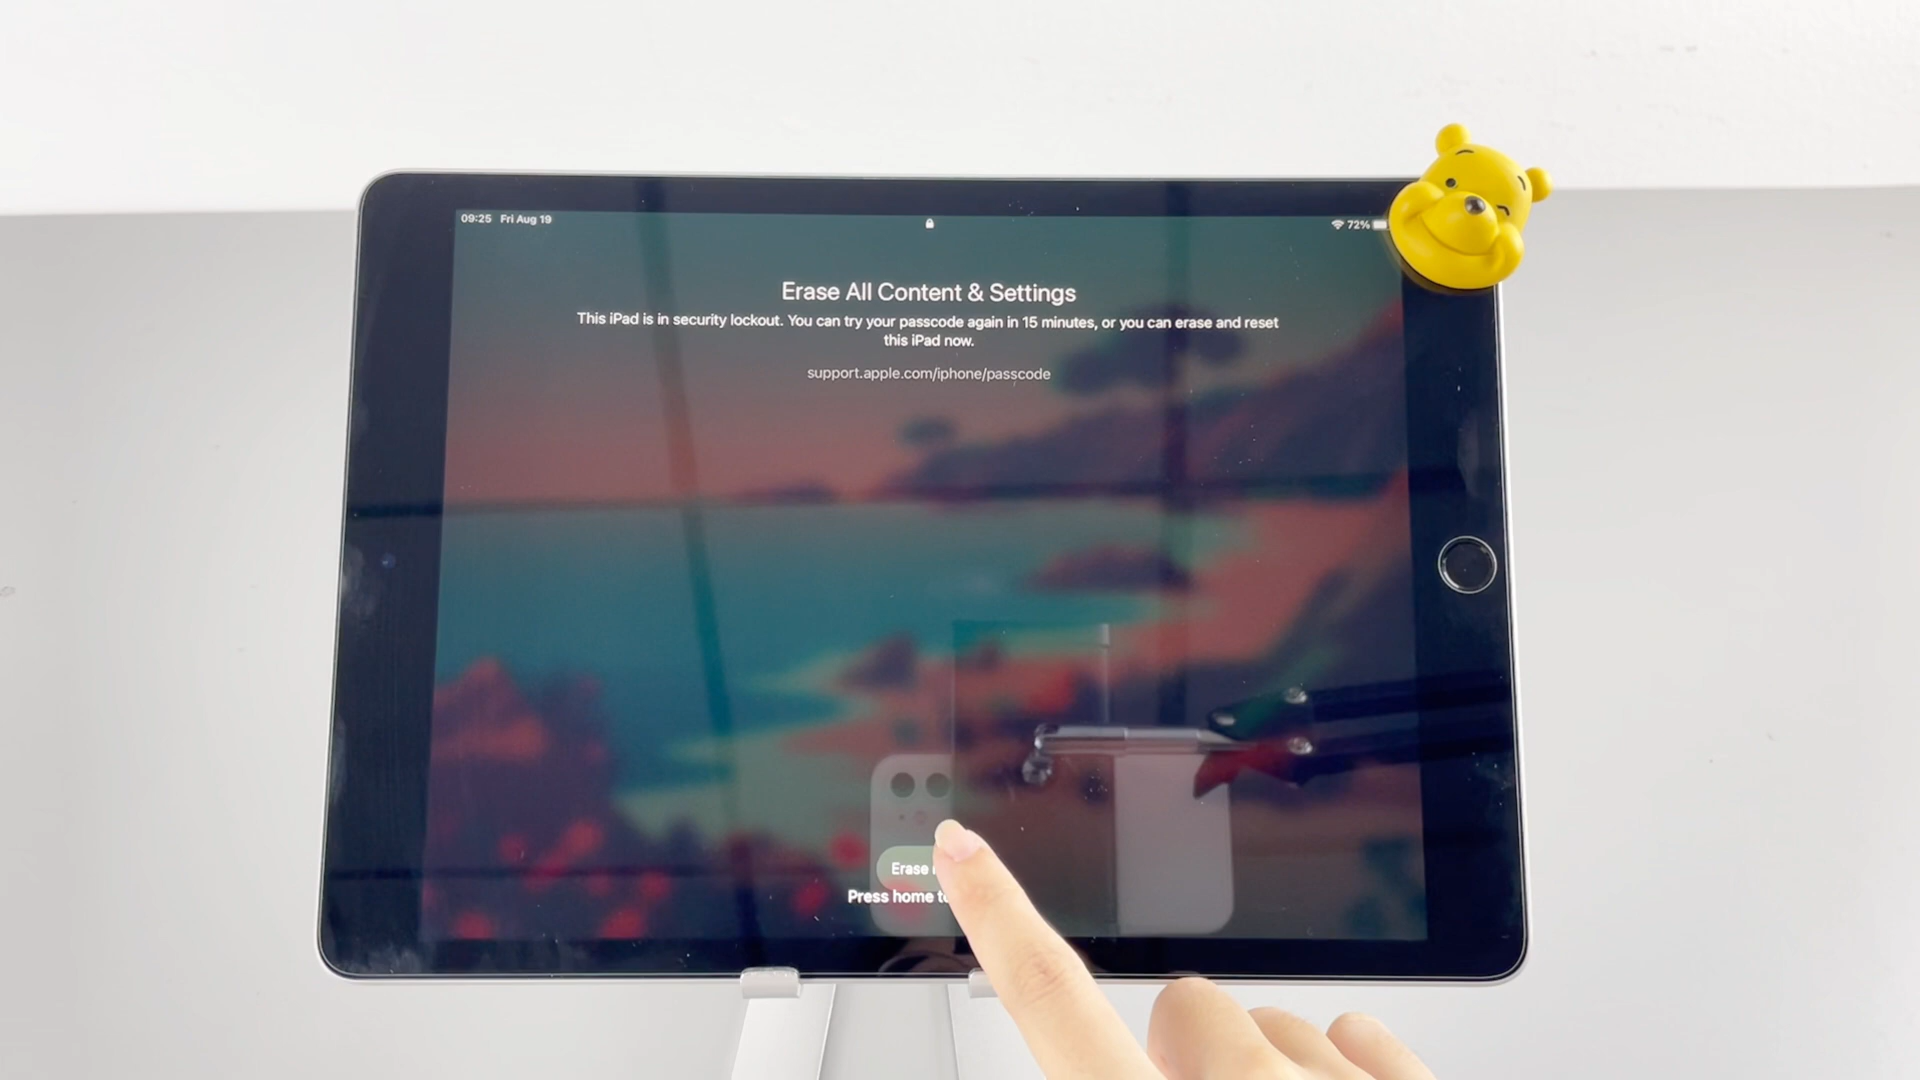 09:25 Fri Aug 19
72%
Erase All Content & Settings
This iPad is in security lockout. You can try your passcode again in 15 minutes, or you can erase and reset
this iPad now.
support.apple.com/iphone/passcode
Erase
Press home